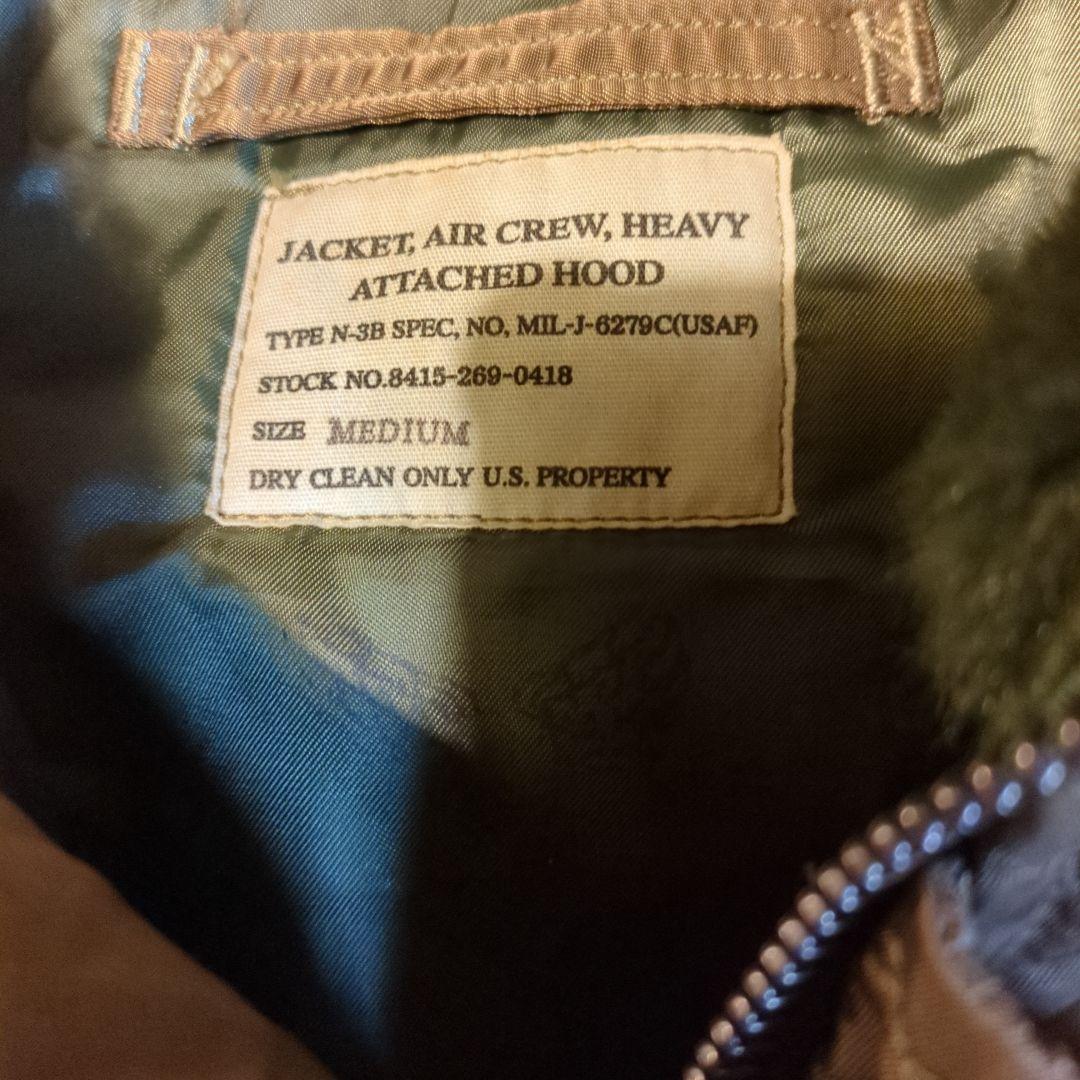 JACKET, AIR CREW, HEAVY
ATTACHED HOOD
TYPE N-3B SPEC, NO, MIL-J-6279C(USAF)
STOCK NO.8415-269-0418
SIZE MEDIUM
DRY CLEAN ONLY U.S. PROPERTY